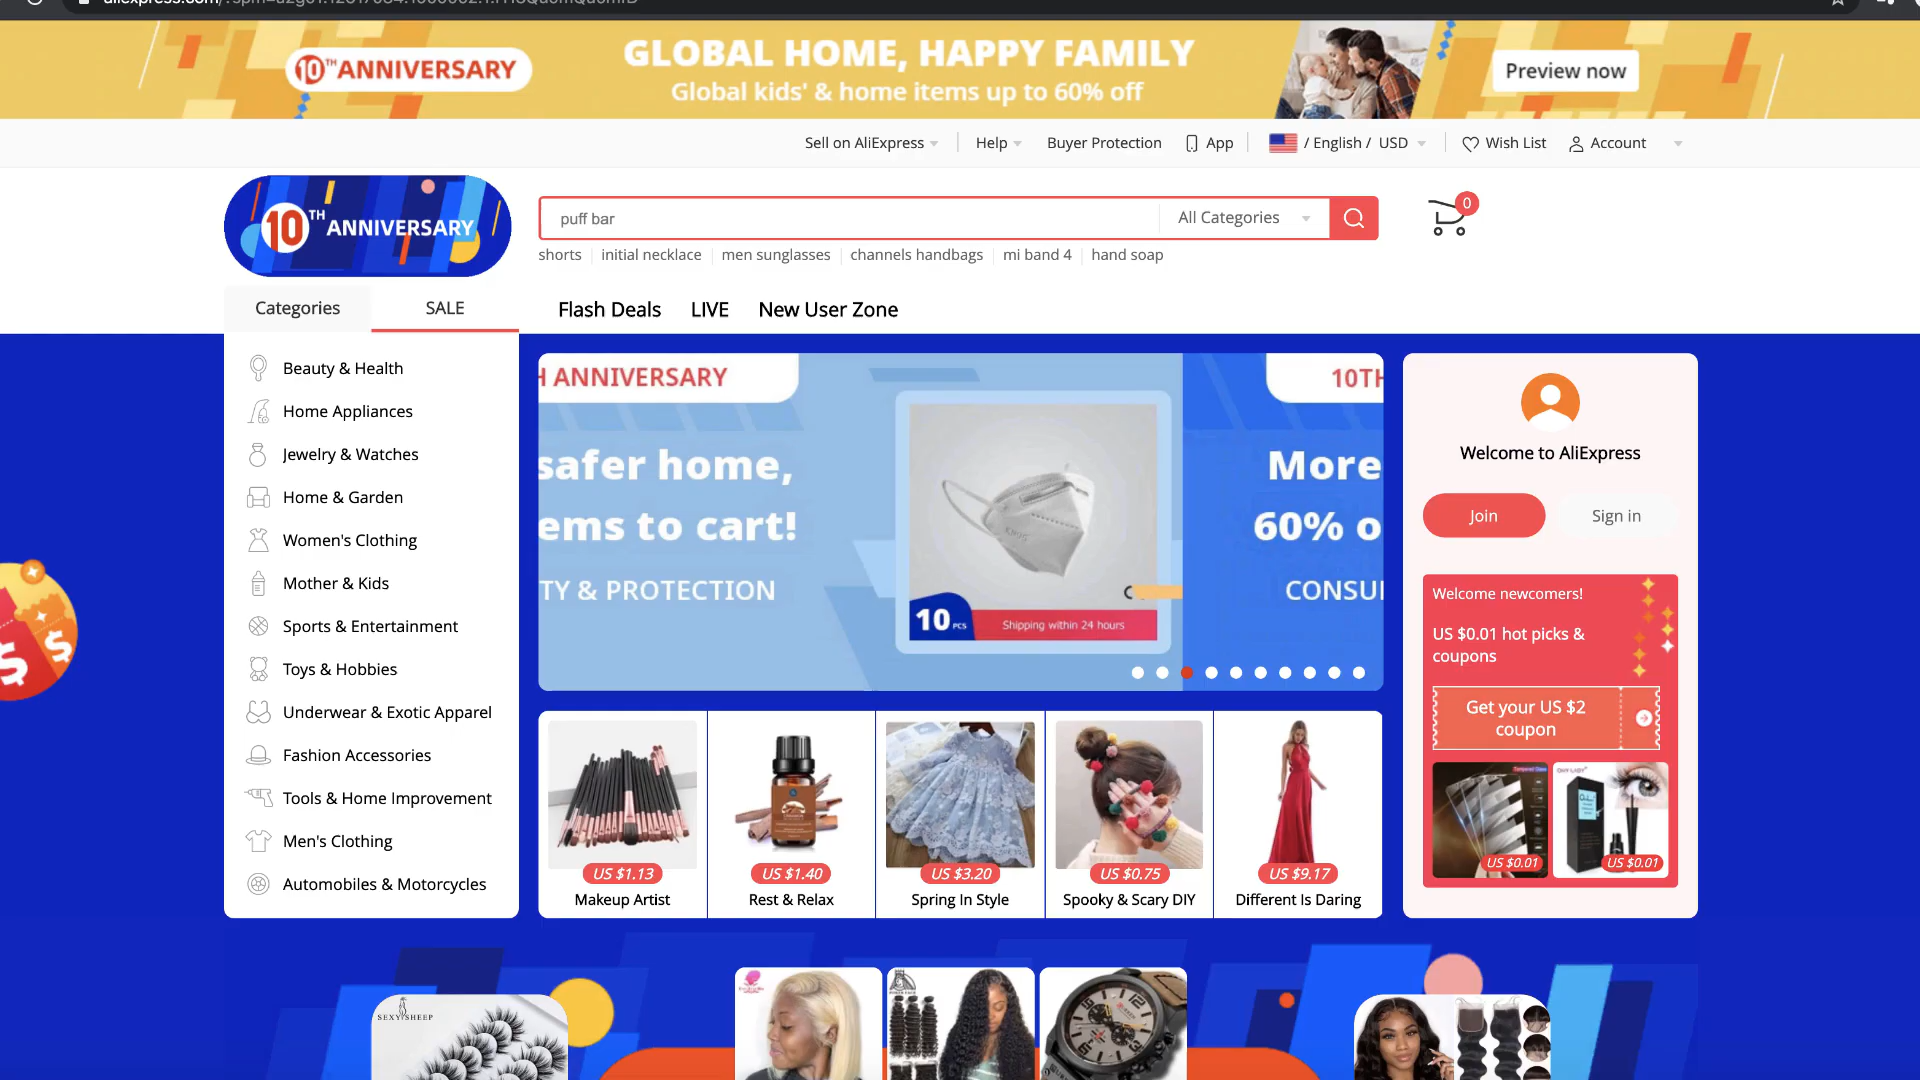 10TH ANNIVERSARY
GLOBAL HOME, HAPPY FAMILY
Global kids' & home items up to 60% off
Preview now
Sell on AliExpress
Help
Buyer Protection
App
/ English / USD
Wish List
Account
10TH ANNIVERSARY
puff bar
All Categories
0
shorts
initial necklace
men sunglasses
channels handbags
mi band 4
hand soap
Categories
SALE
Flash Deals
LIVE
New User Zone
Beauty & Health
Home Appliances
Jewelry & Watches
Home & Garden
Women's Clothing
Mother & Kids
Sports & Entertainment
Toys & Hobbies
Underwear & Exotic Apparel
Fashion Accessories
Tools & Home Improvement
Men's Clothing
Automobiles & Motorcycles
H ANNIVERSARY
safer home,
ems to cart!
TY & PROTECTION
10 PCS
Shipping within 24 hours
10TH
More
60% o
CONSU
Welcome to AliExpress
Join
Sign in
Welcome newcomers!
US $0.01 hot picks &
coupons
Get your US $2
coupon
US $0.01
US $0.01
US $1.13
Makeup Artist
US $1.40
Rest & Relax
US $3.20
Spring In Style
US $0.75
Spooky & Scary DIY
US $9.17
Different Is Daring
$
$
SEXYSHEEP